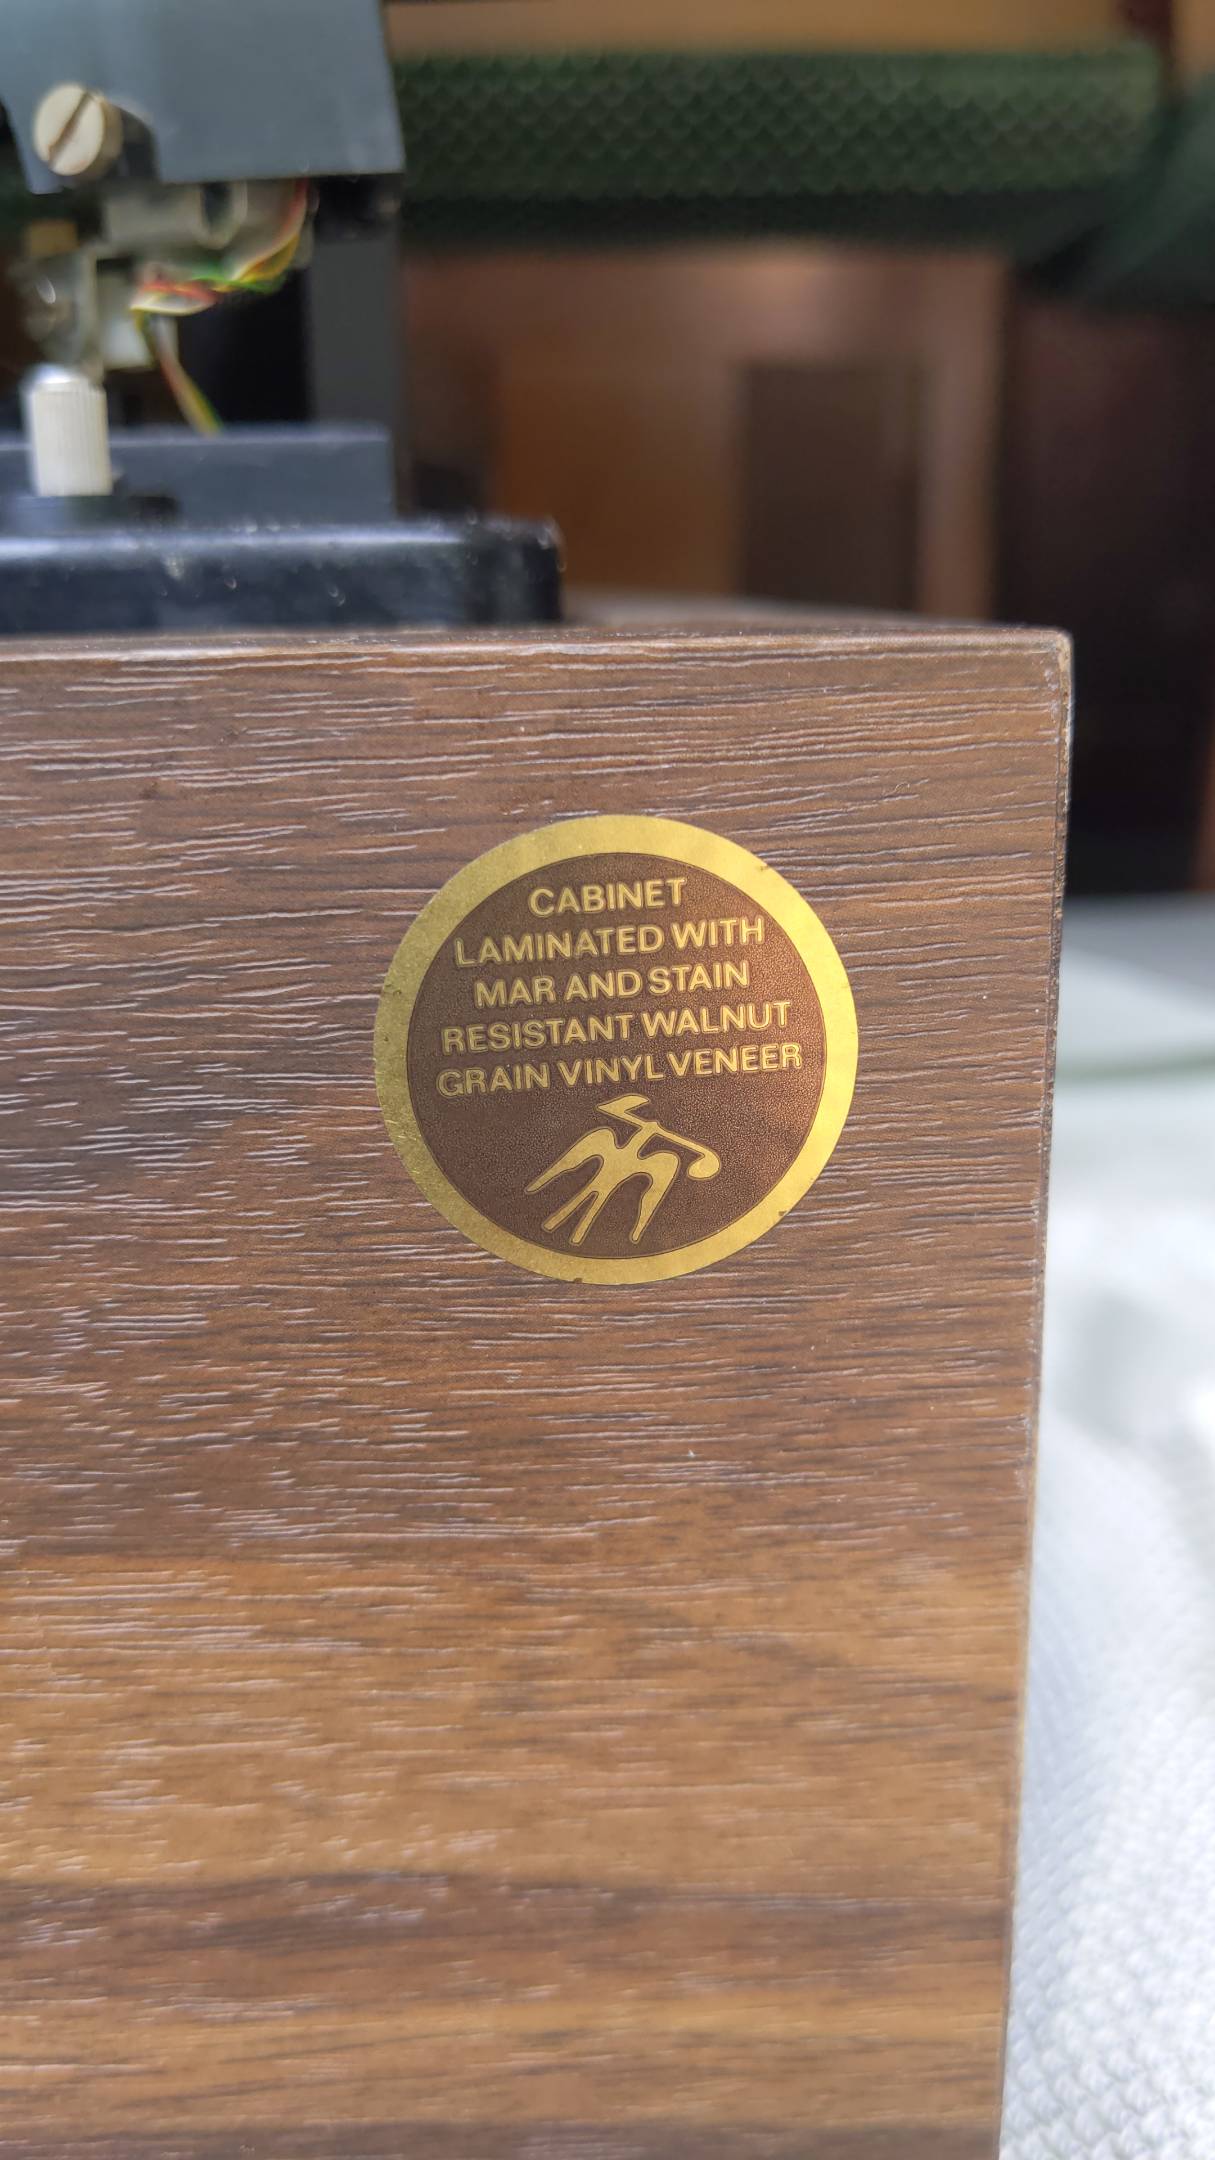 CABINET
LAMINATED WITH
MAR AND STAIN
RESISTANT WALNUT
GRAIN VINYL VENEER